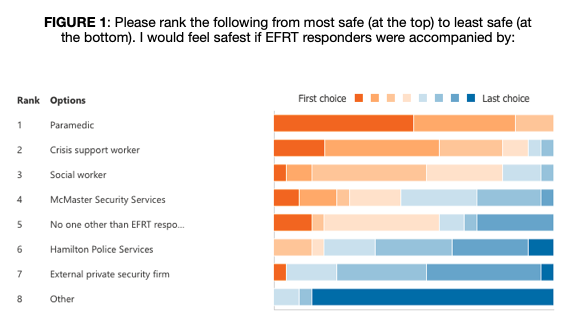 FIGURE 1: Please rank the following from most safe (at the top) to least safe (at
the bottom). I would feel safest if EFRT responders were accompanied by:
Rank Options First choice Last choice
1 Paramedic
2 Crisis support worker
3 Social worker
4 McMaster Security Services
5 No one other than EFRT respo...
6 Hamilton Police Services
7 External private security firm
8 Other